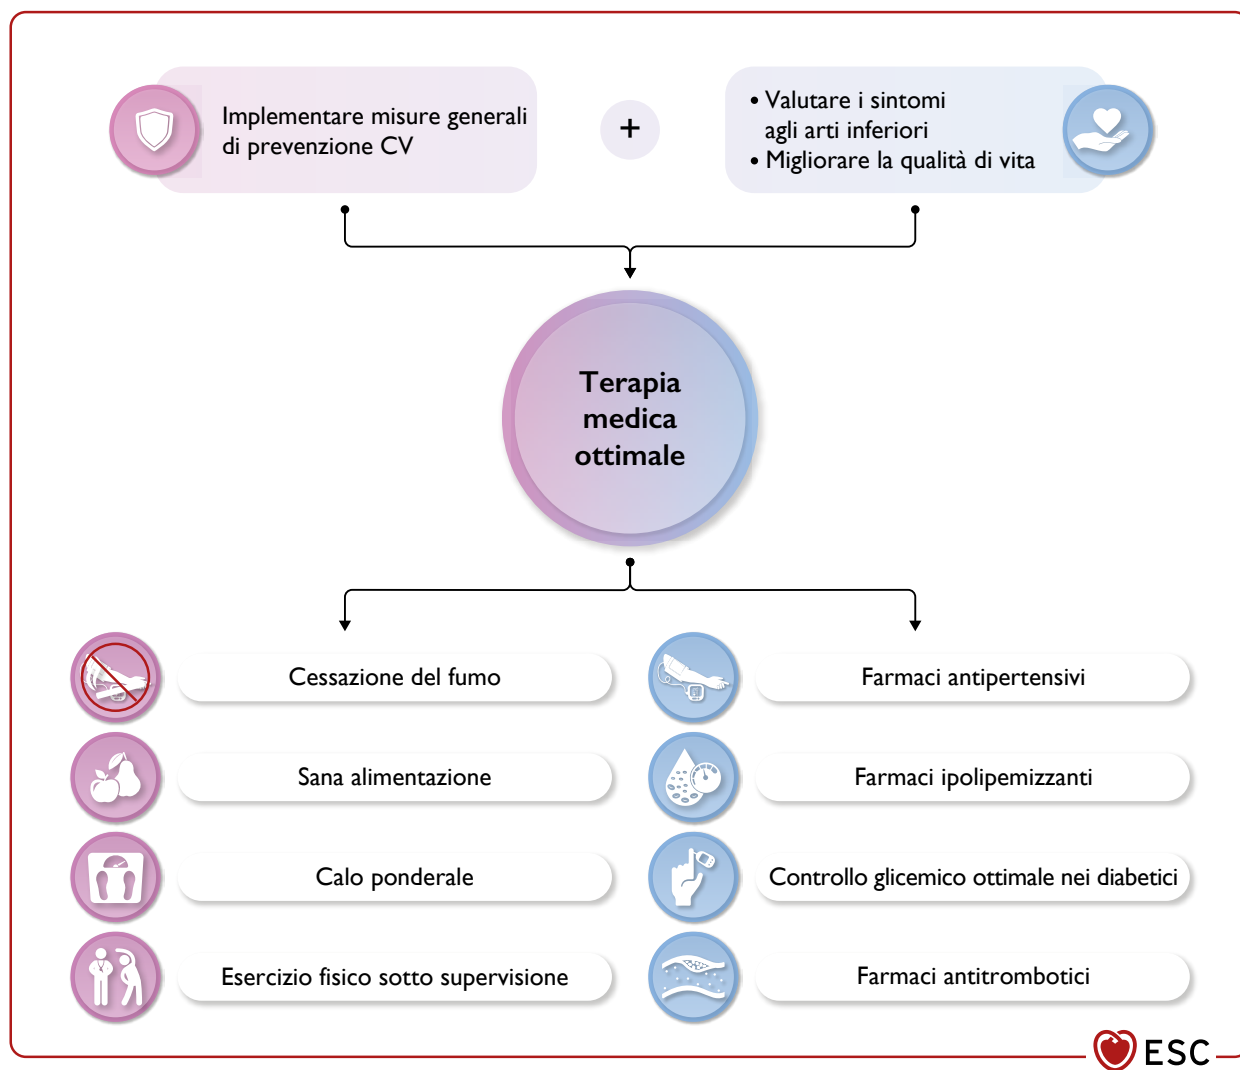 Implementare misure generali
di prevenzione CV
+
• Valutare i sintomi
agli arti inferiori
• Migliorare la qualità di vita
Terapia
medica
ottimale
Cessazione del fumo
Farmaci antipertensivi
Sana alimentazione
Farmaci ipolipemizzanti
Calo ponderale
Controllo glicemico ottimale nei diabetici
Esercizio fisico sotto supervisione
Farmaci antitrombotici
ESC